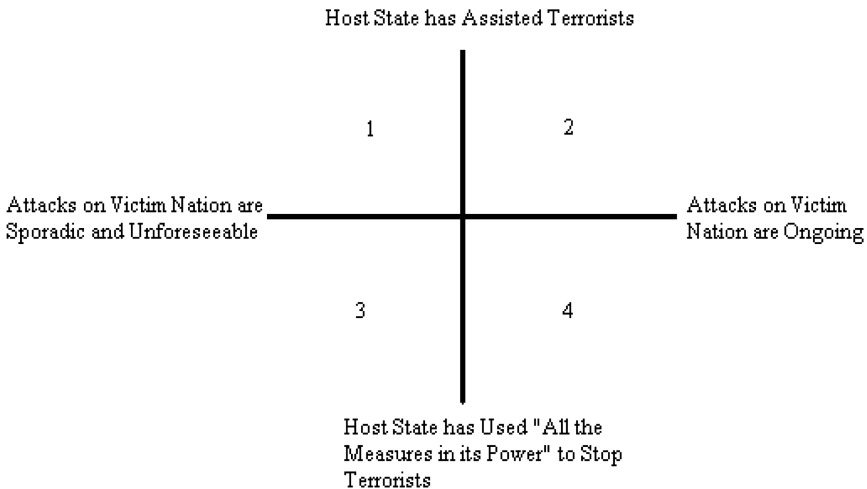 Host State has Assisted Terrorists
1
2
Attacks on Victim Nation are
Sporadic and Unforeseeable
Attacks on Victim
Nation are Ongoing
3
4
Host State has Used "All the
Measures in its Power" to Stop
Terrorists